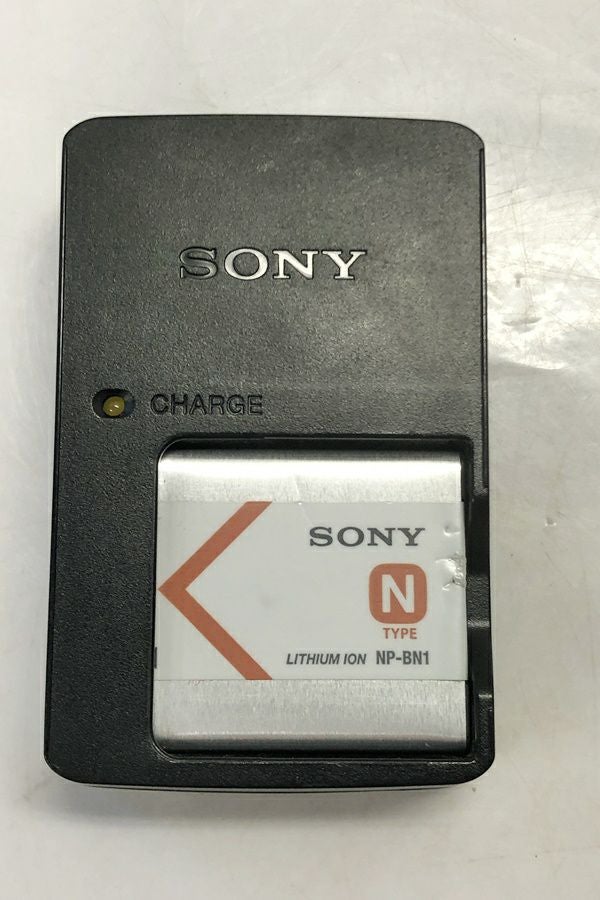 SONY
CHARGE
SONY
N
TYPE
LITHIUM ION NP-BN1